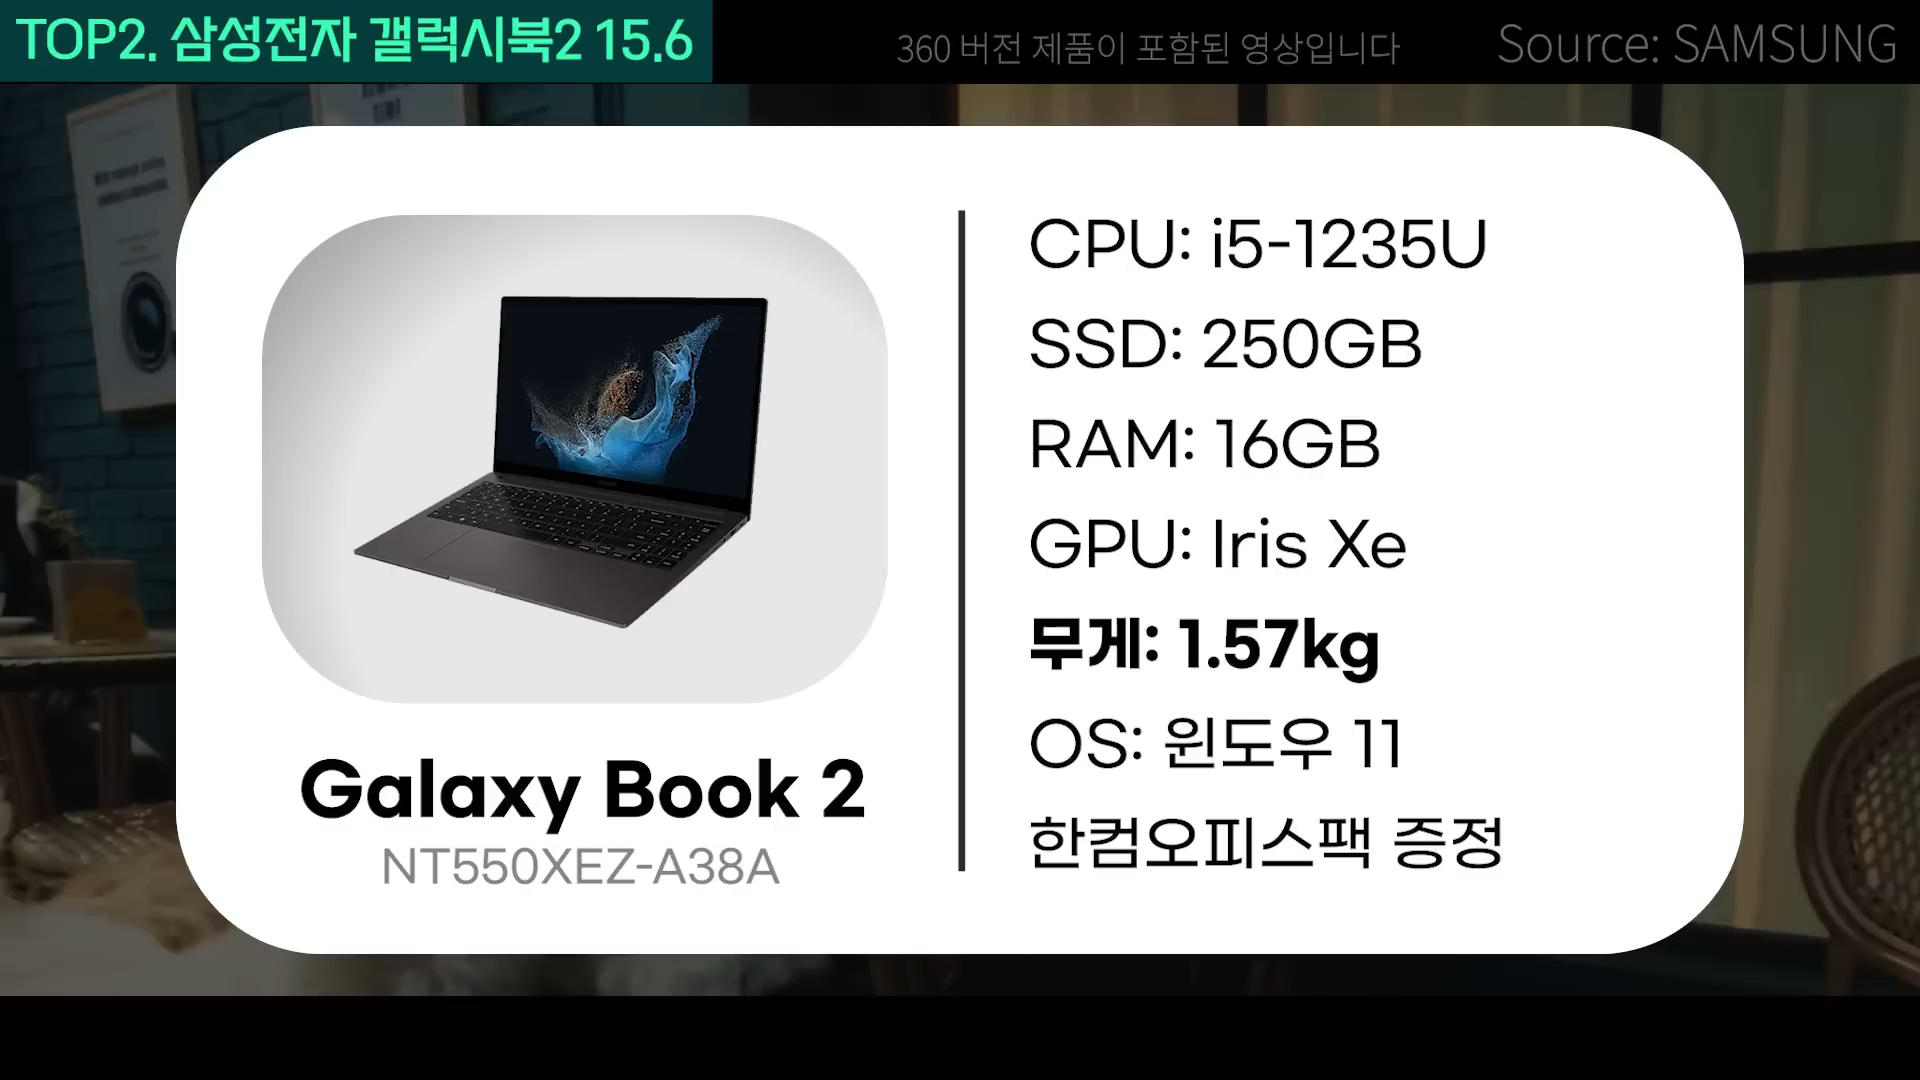 TOP2. 삼성전자 갤럭시북2 15.6
360 버전 제품이 포함된 영상입니다
Source: SAMSUNG
Galaxy Book 2
NT550XEZ-A38A
CPU: i5-1235U
SSD: 250GB
RAM: 16GB
GPU: Iris Xe
무게: 1.57kg
OS: 윈도우 11
한컴오피스팩 증정